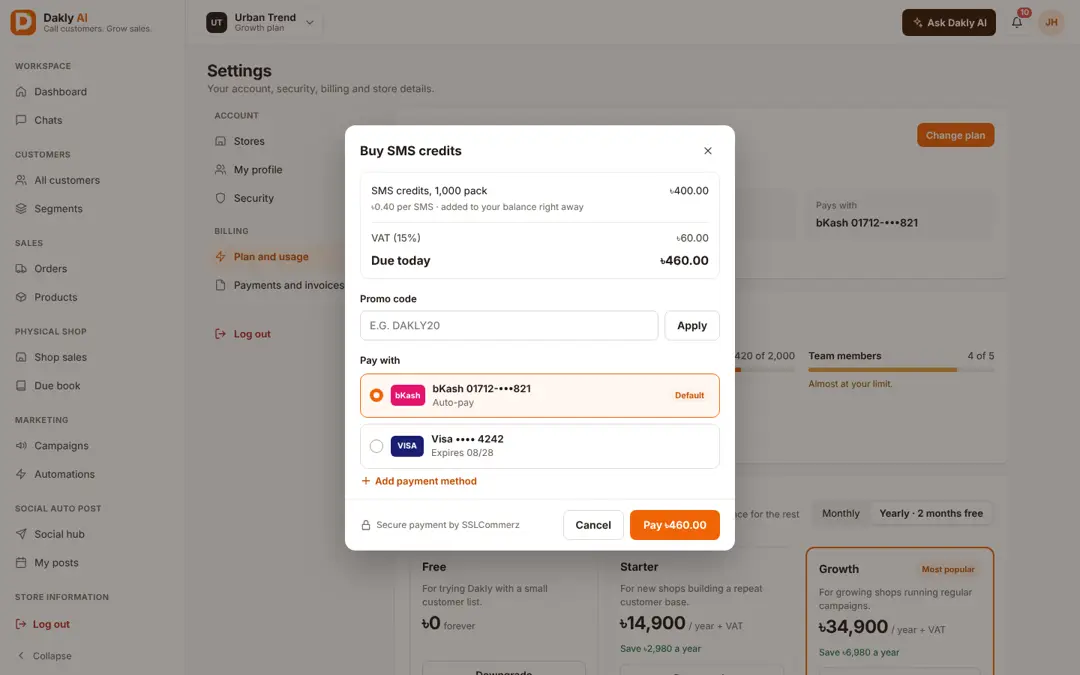 Dakly AI
Call customers. Grow sales.
UT
Urban Trend
Growth plan
Ask Dakly AI
10
JH
WORKSPACE
Dashboard
Chats
CUSTOMERS
All customers
Segments
SALES
Orders
Products
PHYSICAL SHOP
Shop sales
Due book
MARKETING
Campaigns
Automations
SOCIAL AUTO POST
Social hub
My posts
STORE INFORMATION
Log out
Collapse
Settings
Your account, security, billing and store details.
ACCOUNT
Stores
My profile
Security
BILLING
Plan and usage
Payments and invoices
Log out
Change plan
Pays with
bKash 01712-•••821
420 of 2,000
Team members
4 of 5
Almost at your limit.
Buy SMS credits
SMS credits, 1,000 pack
৳400.00
৳0.40 per SMS · added to your balance right away
VAT (15%)
৳60.00
Due today
৳460.00
Promo code
E.G. DAKLY20
Apply
Pay with
bKash
bKash 01712-•••821
Auto-pay
Default
VISA
Visa •••• 4242
Expires 08/28
+ Add payment method
Secure payment by SSLCommerz
Cancel
Pay ৳460.00
for the rest
Monthly
Yearly · 2 months free
Free
For trying Dakly with a small
customer list.
৳0 forever
Starter
For new shops building a repeat
customer base.
৳14,900 / year + VAT
Save ৳2,980 a year
Growth
Most popular
For growing shops running regular
campaigns.
৳34,900 / year + VAT
Save ৳6,980 a year
Downgrade